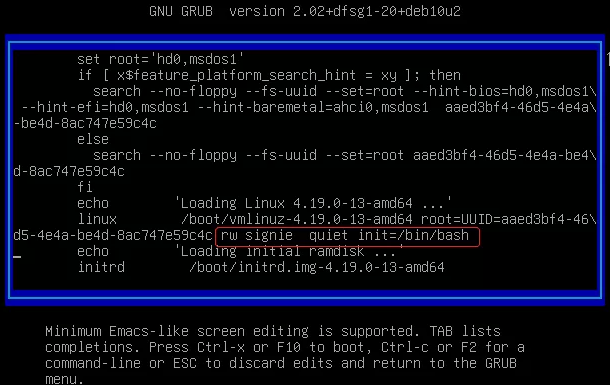 GNU GRUB  version 2.02+dfsg1-20+deb10u2
set root='hd0,msdos1'
if [ x$feature_platform_search_hint = xy ]; then
search --no-floppy --fs-uuid --set=root --hint-bios=hd0,msdos1\
--hint-efi=hd0,msdos1 --hint-baremetal=ahci0,msdos1  aaed3bf4-46d5-4e4a\
-be4d-8ac747e59c4c
else
search --no-floppy --fs-uuid --set=root aaed3bf4-46d5-4e4a-be4\
d-8ac747e59c4c
fi
echo 'Loading Linux 4.19.0-13-amd64 ...'
linux /boot/vmlinuz-4.19.0-13-amd64 root=UUID=aaed3bf4-46\
d5-4e4a-be4d-8ac747e59c4c rw signie  quiet init=/bin/bash
echo 'Loading initial ramdisk ...'
initrd /boot/initrd.img-4.19.0-13-amd64
Minimum Emacs-like screen editing is supported. TAB lists
completions. Press Ctrl-x or F10 to boot, Ctrl-c or F2 for a
command-line or ESC to discard edits and return to the GRUB
menu.